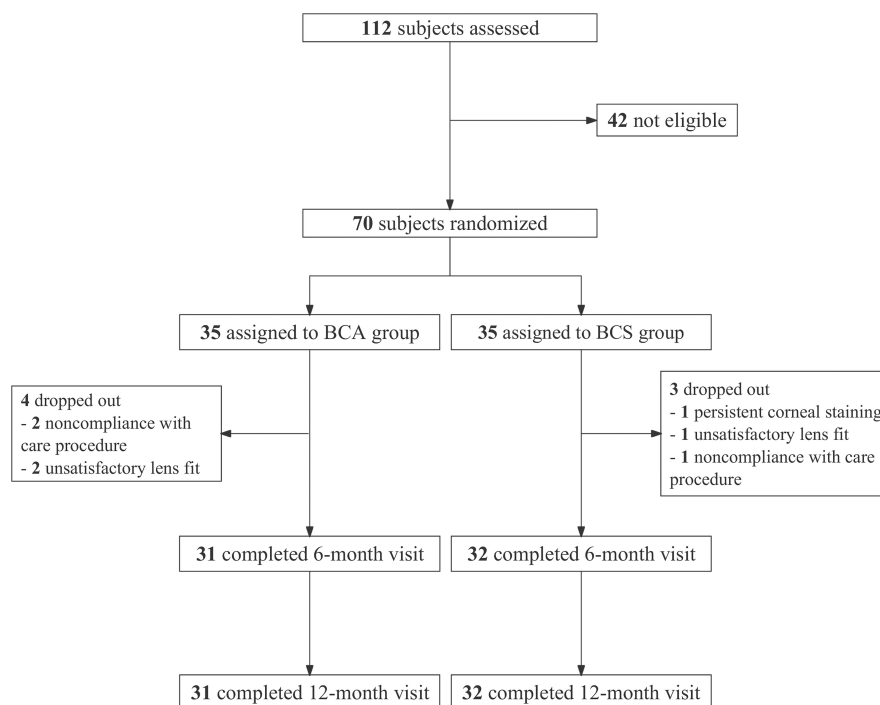 112 subjects assessed
42 not eligible
70 subjects randomized
35 assigned to BCA group
35 assigned to BCS group
4 dropped out
- 2 noncompliance with
care procedure
- 2 unsatisfactory lens fit
3 dropped out
- 1 persistent corneal staining
- 1 unsatisfactory lens fit
- 1 noncompliance with care
procedure
31 completed 6-month visit
32 completed 6-month visit
31 completed 12-month visit
32 completed 12-month visit